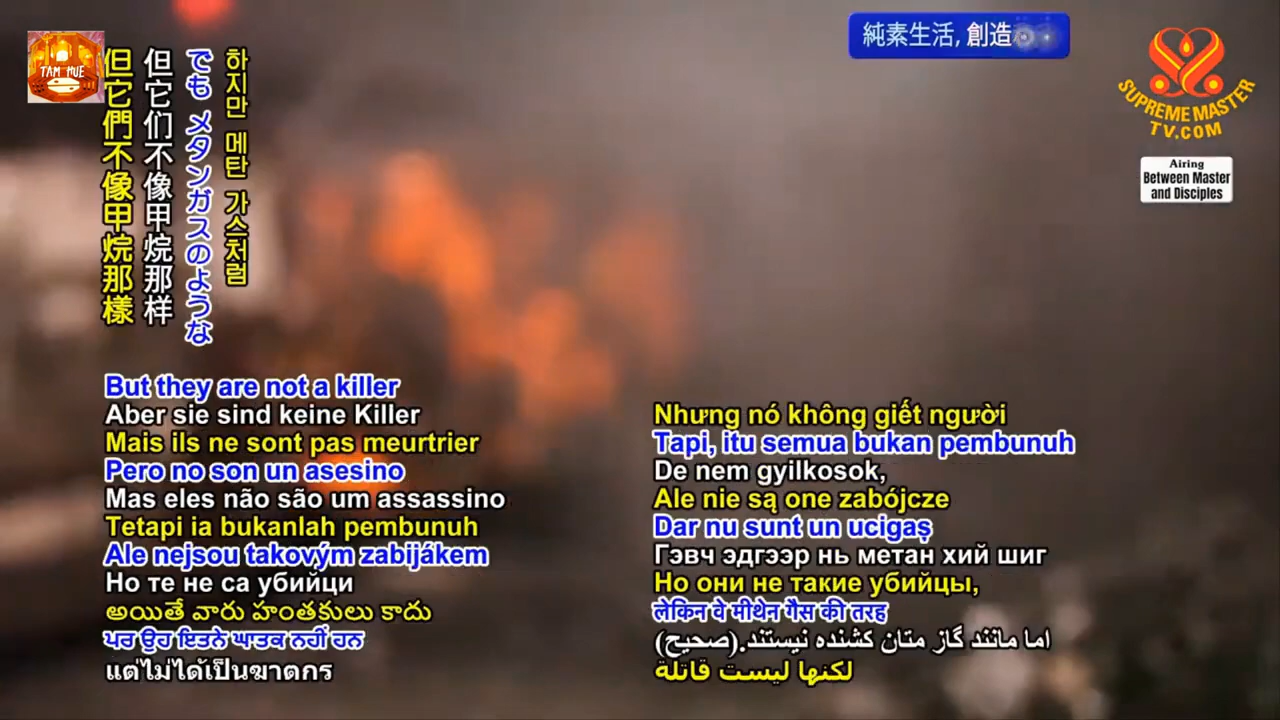 TAM HUE
하지만 메탄 가스처럼
でも メタンガスのような
但它们不像甲烷那样
但它們不像甲烷那樣
純素生活, 創造
SUPREME MASTER
TV.COM
Airing
Between Master
and Disciples
But they are not a killer
Aber sie sind keine Killer
Mais ils ne sont pas meurtrier
Pero no son un asesino
Mas eles não são um assassino
Tetapi ia bukanlah pembunuh
Ale nejsou takovým zabijákem
Но те не са убийци
అయితే వారు హంతకులు కాదు
ਪਰ ਉਹ ਇਤਨੇ ਘਾਤਕ ਨਹੀਂ ਹਨ
แต่ไม่ได้เป็นฆาตกร
Nhưng nó không giết người
Tapi, itu semua bukan pembunuh
De nem gyilkosok,
Ale nie są one zabójcze
Dar nu sunt un ucigaș
Гэвч эдгээр нь метан хий шиг
Но они не такие убийцы,
लेकिन वे मीथेन गैस की तरह
اما مانند گاز متان کشنده نیستند.(صحیح)
لكنها ليست قاتلة